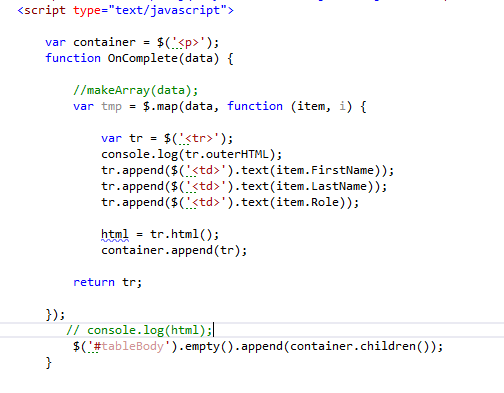 <script type="text/javascript">
var container = $('<p>');
function OnComplete(data) {
//makeArray(data);
var tmp = $.map(data, function (item, i) {
var tr = $('<tr>');
console.log(tr.outerHTML);
tr.append($('<td>').text(item.FirstName));
tr.append($('<td>').text(item.LastName));
tr.append($('<td>').text(item.Role));
html = tr.html();
container.append(tr);
return tr;
});
// console.log(html);
$('#tableBody').empty().append(container.children());
}